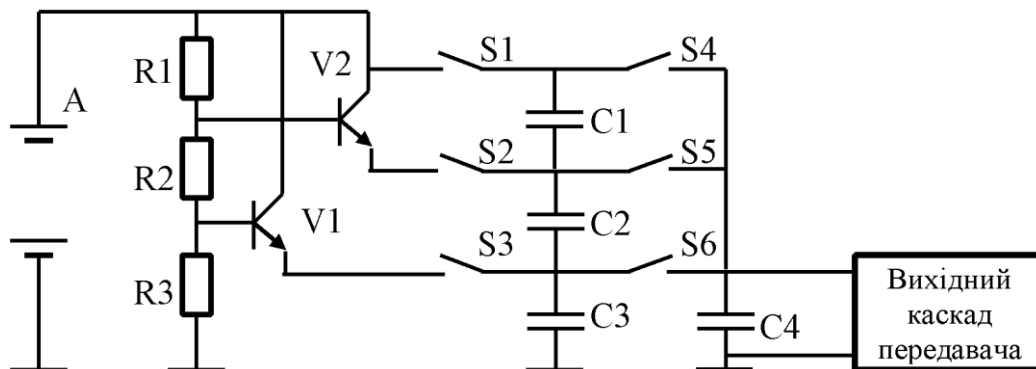 S1
S4
R1
V2
A
C1
S2
S5
R2
V1
C2
S3
S6
R3
C3
C4
Вихідний
каскад
передавача